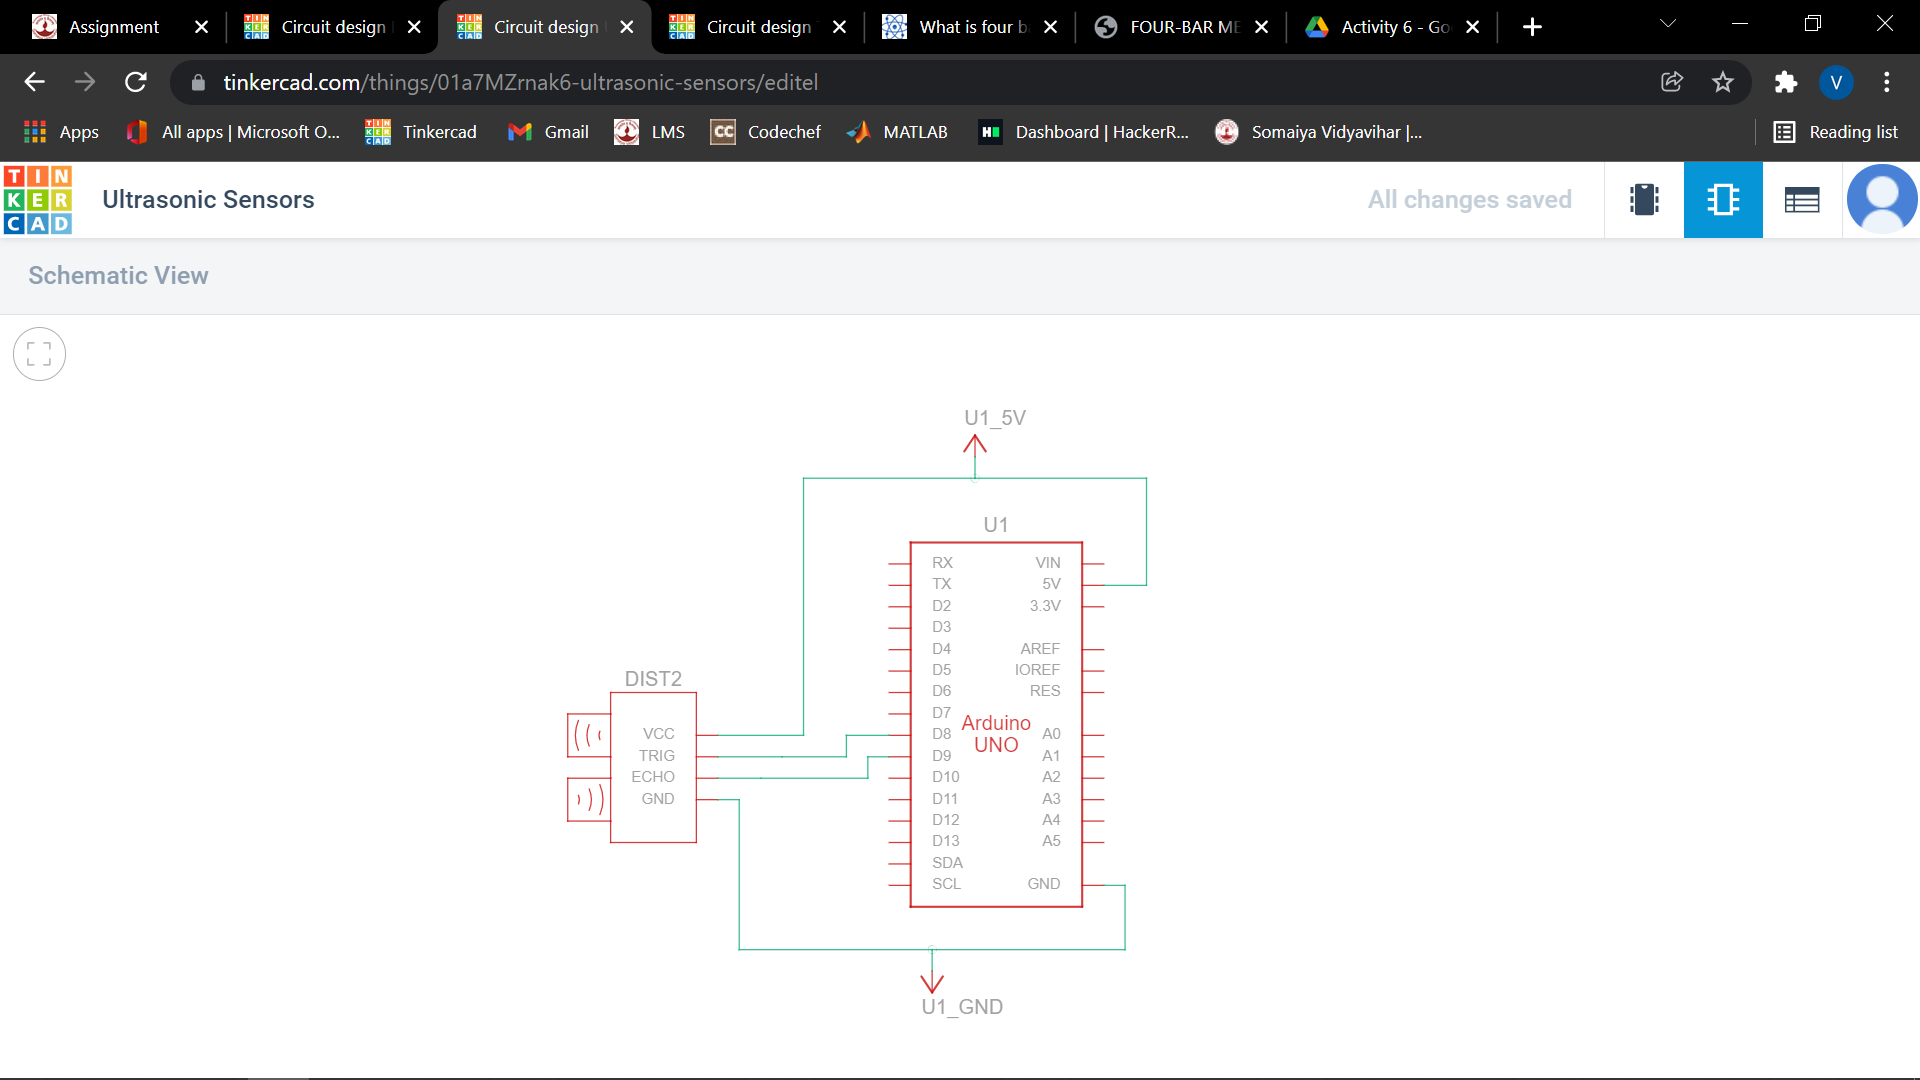 Assignment
Circuit design
Circuit design
Circuit design
What is four b
FOUR-BAR ME
Activity 6 - Go
tinkercad.com/things/01a7MZrnak6-ultrasonic-sensors/editel
V
Apps
All apps | Microsoft O...
Tinkercad
Gmail
LMS
CC
Codechef
MATLAB
H
Dashboard | HackerR...
Somaiya Vidyavihar |...
Reading list
TIN
KER
CAD
Ultrasonic Sensors
All changes saved
Schematic View
U1_5V
U1
RX
VIN
TX
5V
D2
3.3V
D3
D4
AREF
D5
IOREF
D6
RES
D7
Arduino
UNO
D8
A0
D9
A1
D10
A2
D11
A3
D12
A4
D13
A5
SDA
SCL
GND
DIST2
VCC
TRIG
ECHO
GND
U1_GND